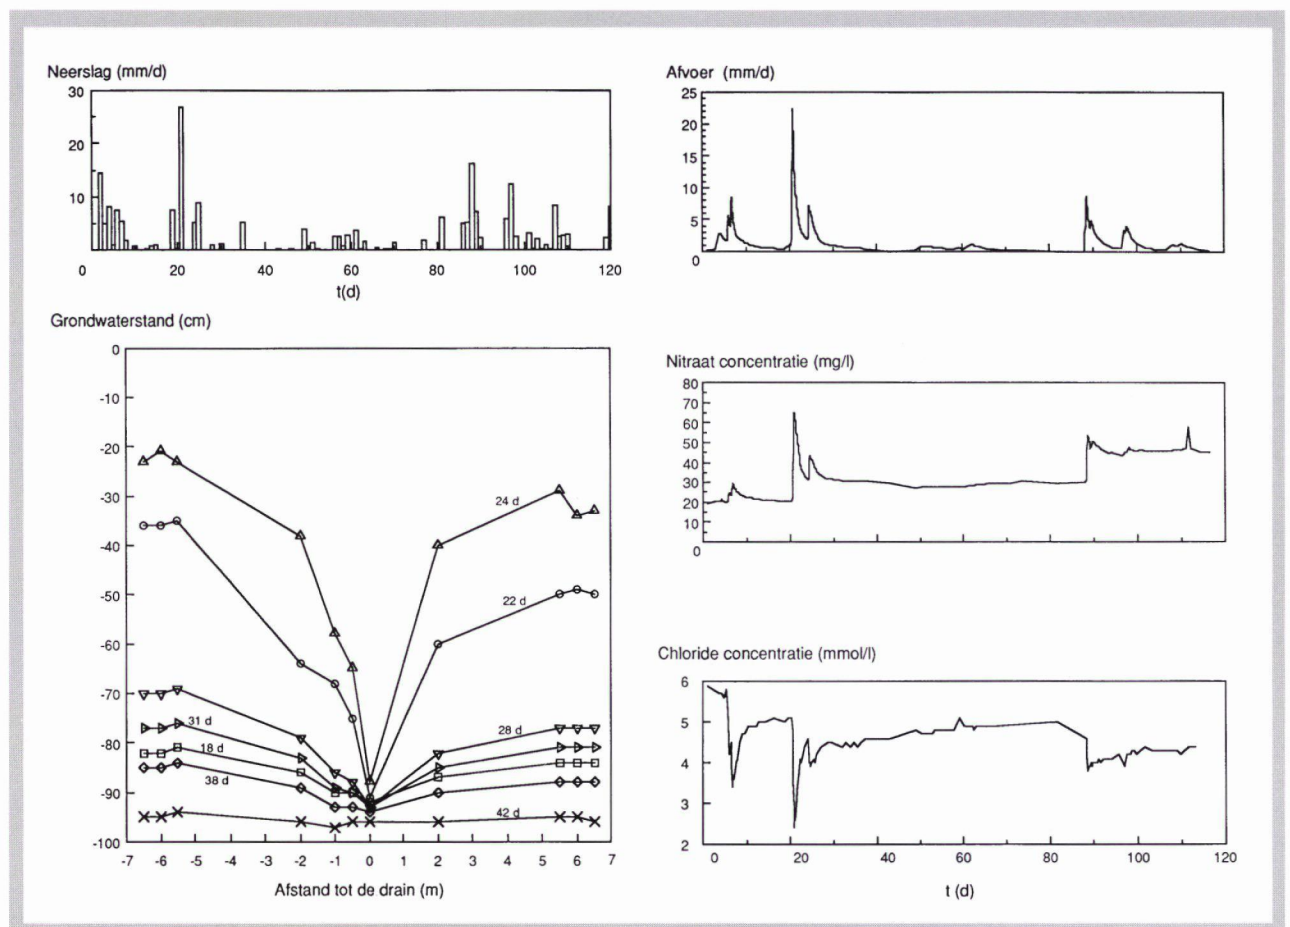 Neerslag (mm/d)
30
20
10
0 20 40 60 80 100 120
t(d)
Grondwaterstand (cm)
0
-10
-20
-30
-40
-50
-60
-70
-80
-90
-100
24 d
22 d
31 d
28 d
18 d
38 d
42 d
-7 -6 -5 -4 -3 -2 -1 0 1 2 3 4 5 6 7
Afstand tot de drain (m)
Afvoer (mm/d)
25
20
15
10
5
0
Nitraat concentratie (mg/l)
80
70
60
50
40
30
20
10
0
Chloride concentratie (mmol/l)
6
5
4
3
2
0 20 40 60 80 100 120
t (d)